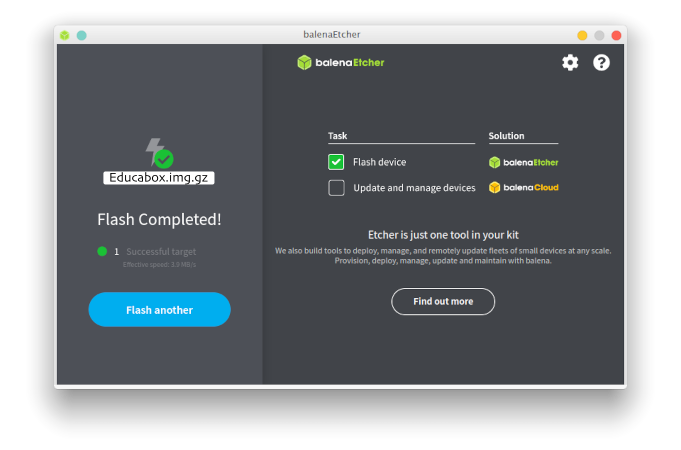 balenaEtcher
balenaEtcher
Educabox.img.gz
Flash Completed!
1 Successful target
Effective speed: 3.9 MB/s
Flash another
Task Solution
Flash device balenaEtcher
Update and manage devices balenaCloud
Etcher is just one tool in your kit
We also build tools to deploy, manage, and remotely update fleets of small devices at any scale.
Provision, deploy, manage, update and maintain with balena.
Find out more